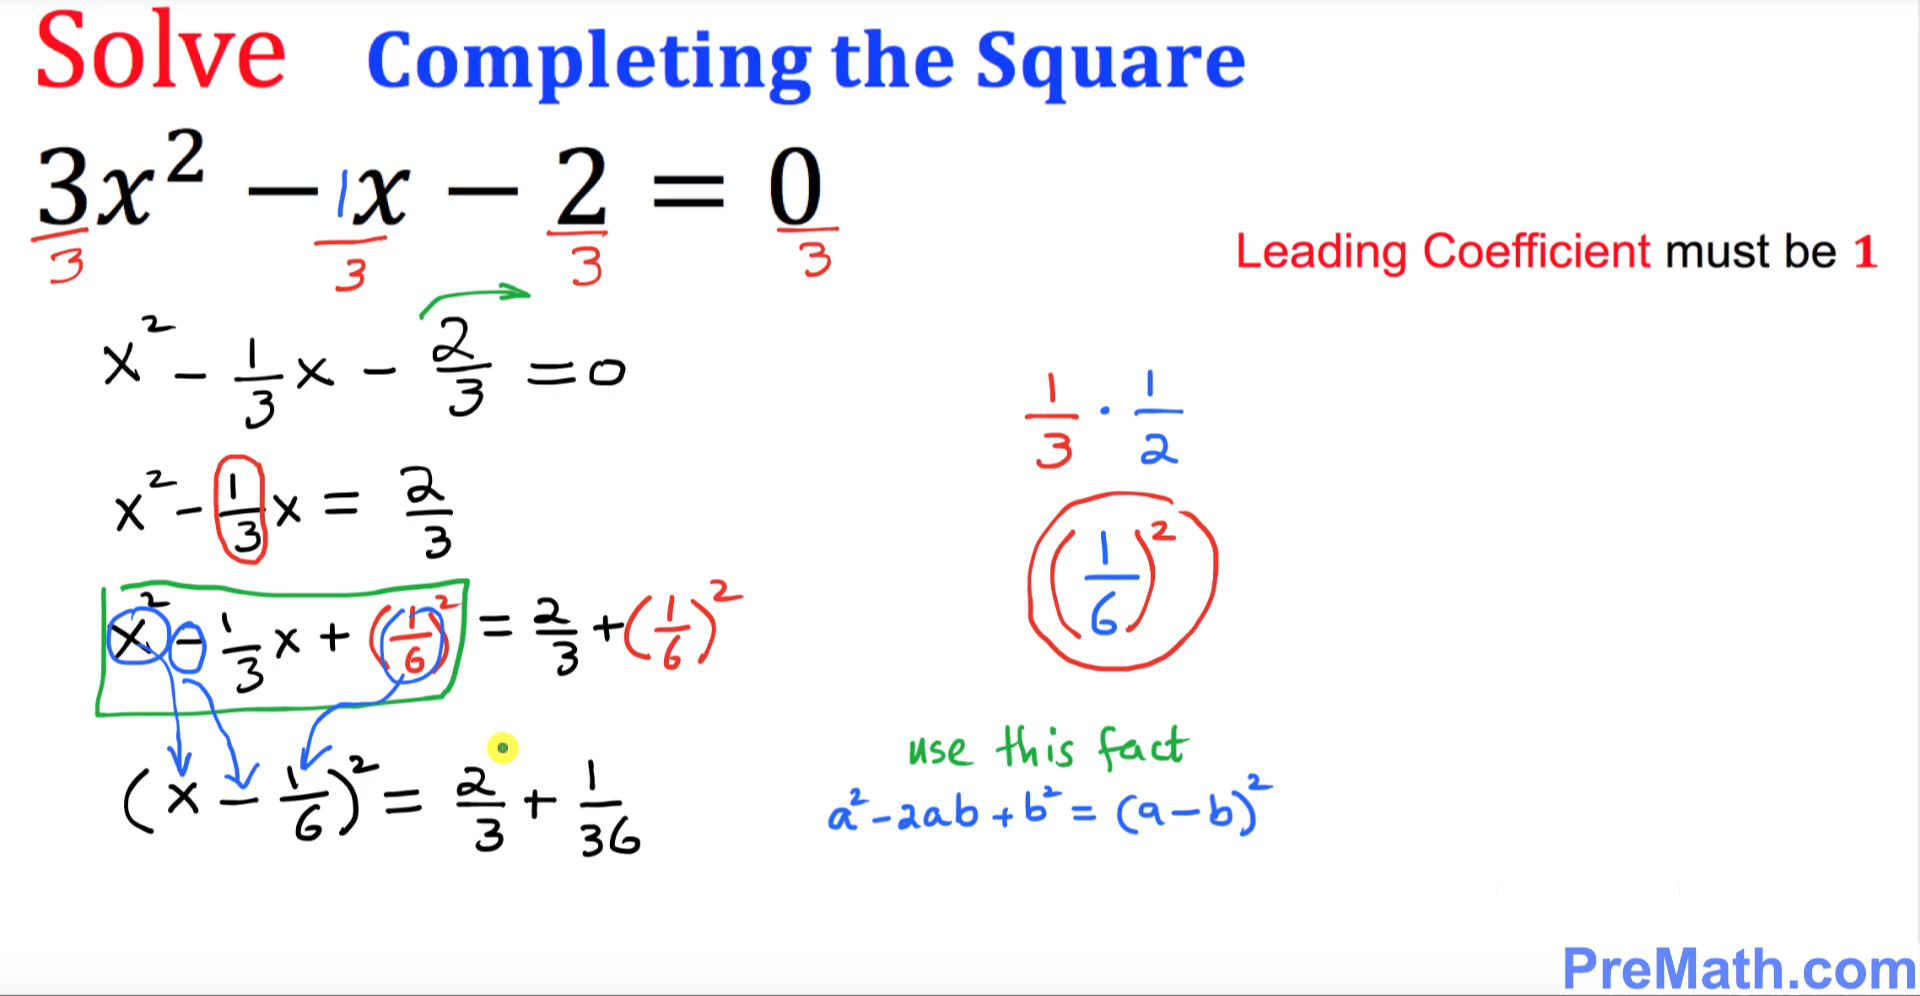 Solve Completing the Square
3x² − 1x − 2 = 0
3 3 3 3
Leading Coefficient must be 1
x² − 1/3 x − 2/3 = 0
1/3 · 1/2
x² − 1/3 x = 2/3
(1/6)²
x² − 1/3 x + (1/6)² = 2/3 + (1/6)²
use this fact
(x − 1/6)² = 2/3 + 1/36
a² − 2ab + b² = (a − b)²
PreMath.com